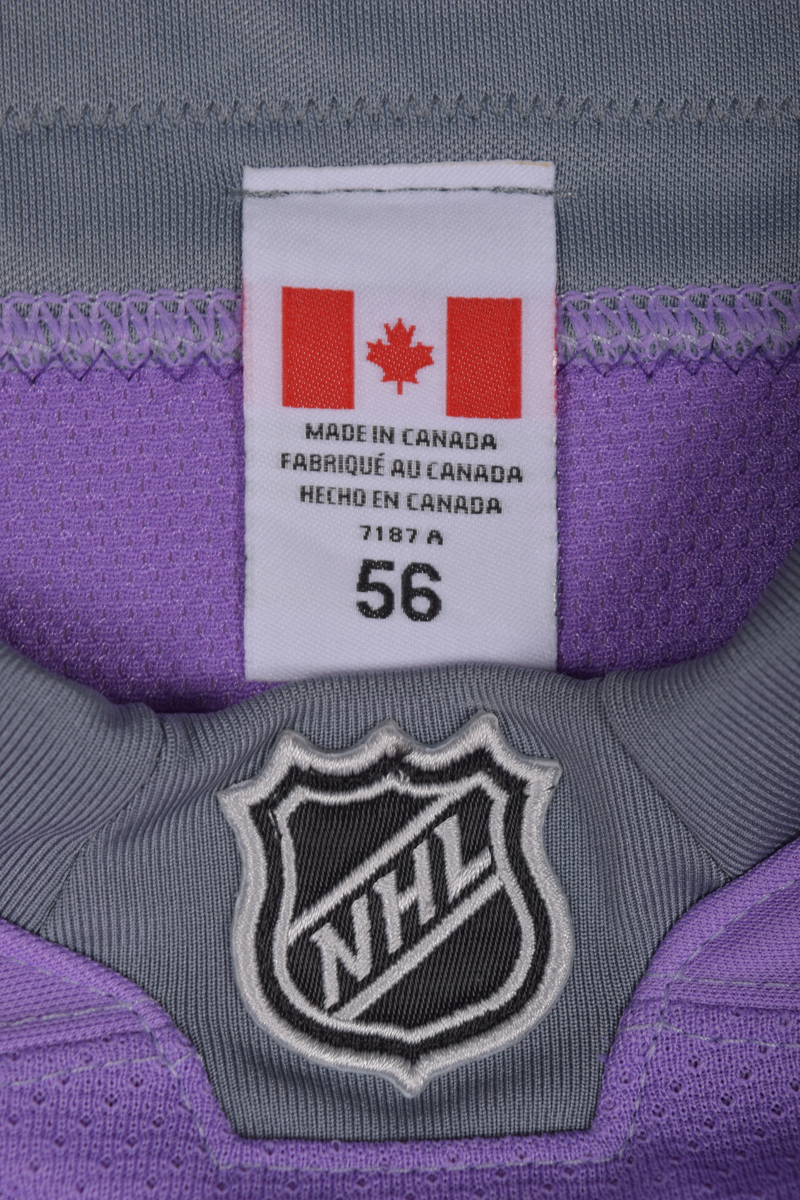 MADE IN CANADA
FABRIQUÉ AU CANADA
HECHO EN CANADA
7187 A
56
NHL